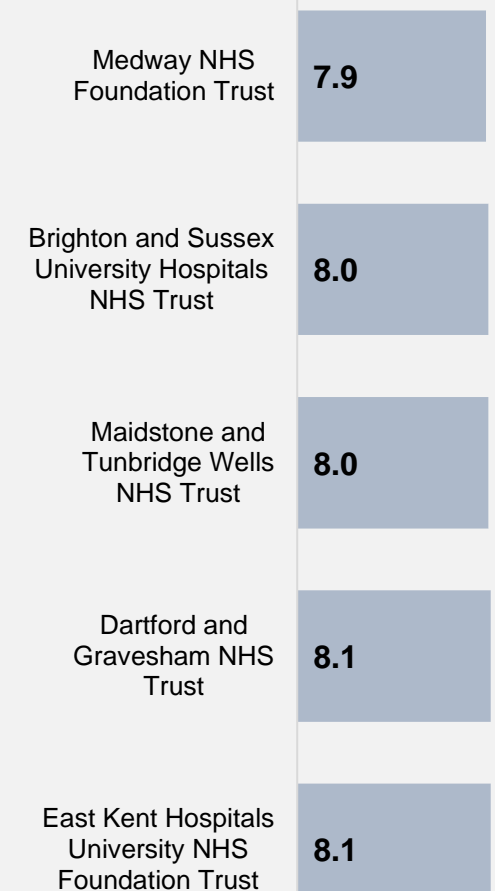 Medway NHS
Foundation Trust
7.9
Brighton and Sussex
University Hospitals
NHS Trust
8.0
Maidstone and
Tunbridge Wells
NHS Trust
8.0
Dartford and
Gravesham NHS
Trust
8.1
East Kent Hospitals
University NHS
Foundation Trust
8.1